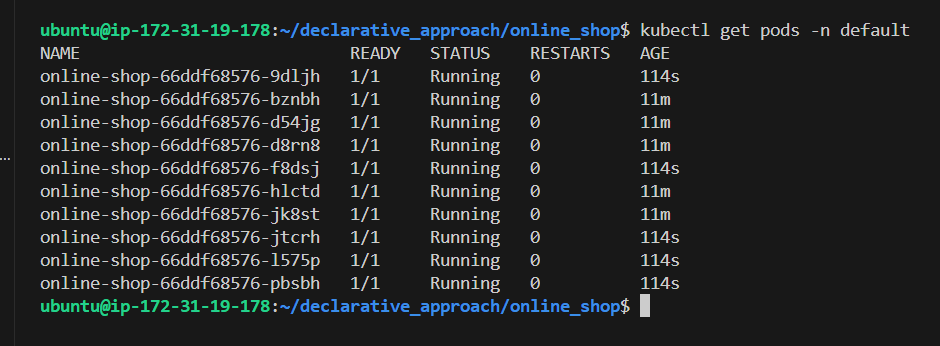 ubuntu@ip-172-31-19-178:~/declarative_approach/online_shop$ kubectl get pods -n default
NAME READY STATUS RESTARTS AGE
online-shop-66ddf68576-9dljh 1/1 Running 0 114s
online-shop-66ddf68576-bznbh 1/1 Running 0 11m
online-shop-66ddf68576-d54jg 1/1 Running 0 11m
online-shop-66ddf68576-d8rn8 1/1 Running 0 11m
online-shop-66ddf68576-f8dsj 1/1 Running 0 114s
online-shop-66ddf68576-hlctd 1/1 Running 0 11m
online-shop-66ddf68576-jk8st 1/1 Running 0 11m
online-shop-66ddf68576-jtcrh 1/1 Running 0 114s
online-shop-66ddf68576-l575p 1/1 Running 0 114s
online-shop-66ddf68576-pbsbh 1/1 Running 0 114s
ubuntu@ip-172-31-19-178:~/declarative_approach/online_shop$